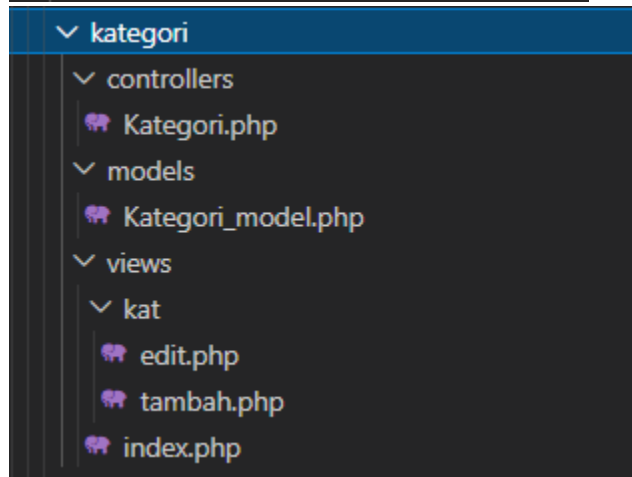 kategori
controllers
Kategori.php
models
Kategori_model.php
views
kat
edit.php
tambah.php
index.php